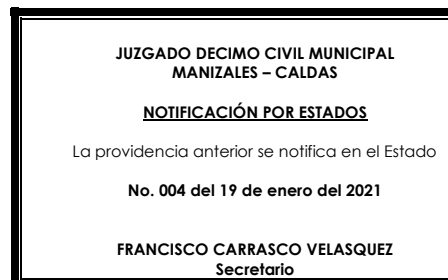 JUZGADO DECIMO CIVIL MUNICIPAL
MANIZALES – CALDAS
NOTIFICACIÓN POR ESTADOS
La providencia anterior se notifica en el Estado
No. 004 del 19 de enero del 2021
FRANCISCO CARRASCO VELASQUEZ
Secretario